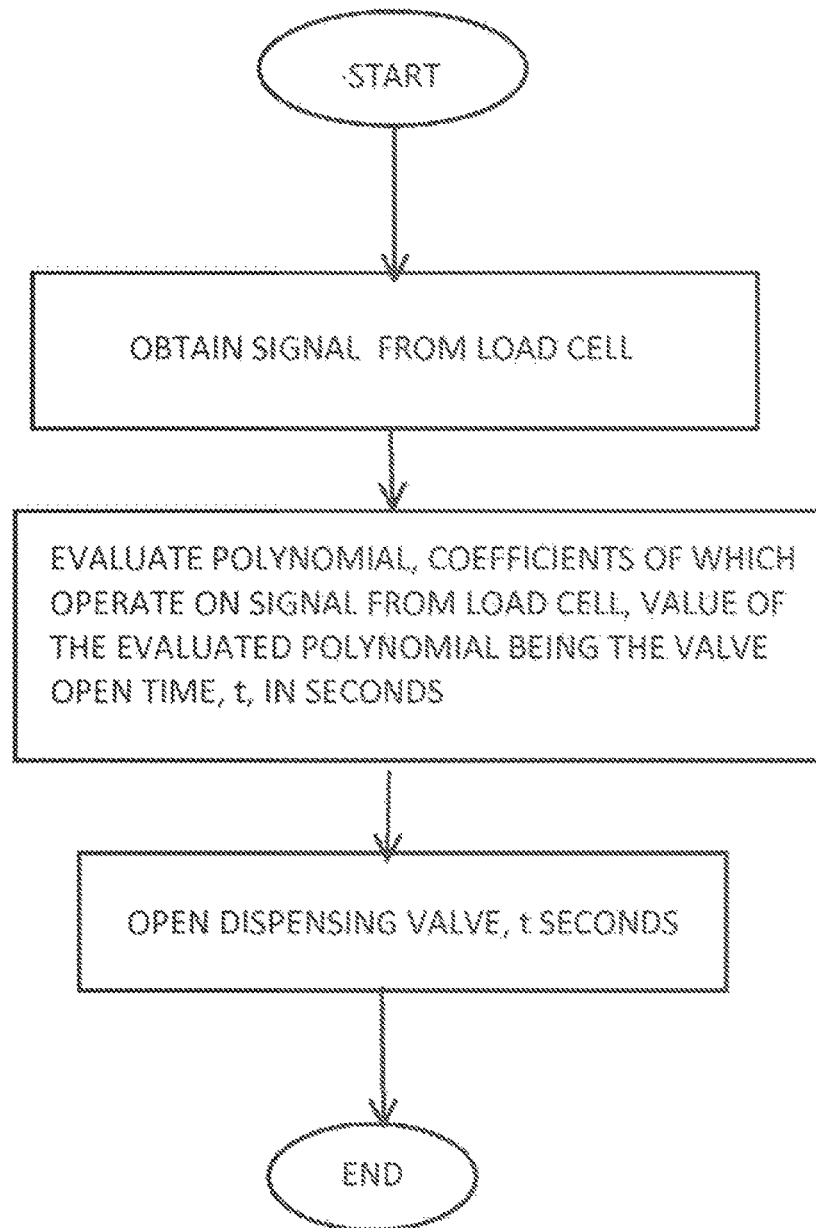 START
OBTAIN SIGNAL FROM LOAD CELL
EVALUATE POLYNOMIAL, COEFFICIENTS OF WHICH
OPERATE ON SIGNAL FROM LOAD CELL, VALUE OF
THE EVALUATED POLYNOMIAL BEING THE VALVE
OPEN TIME, t, IN SECONDS
OPEN DISPENSING VALVE, t SECONDS
END